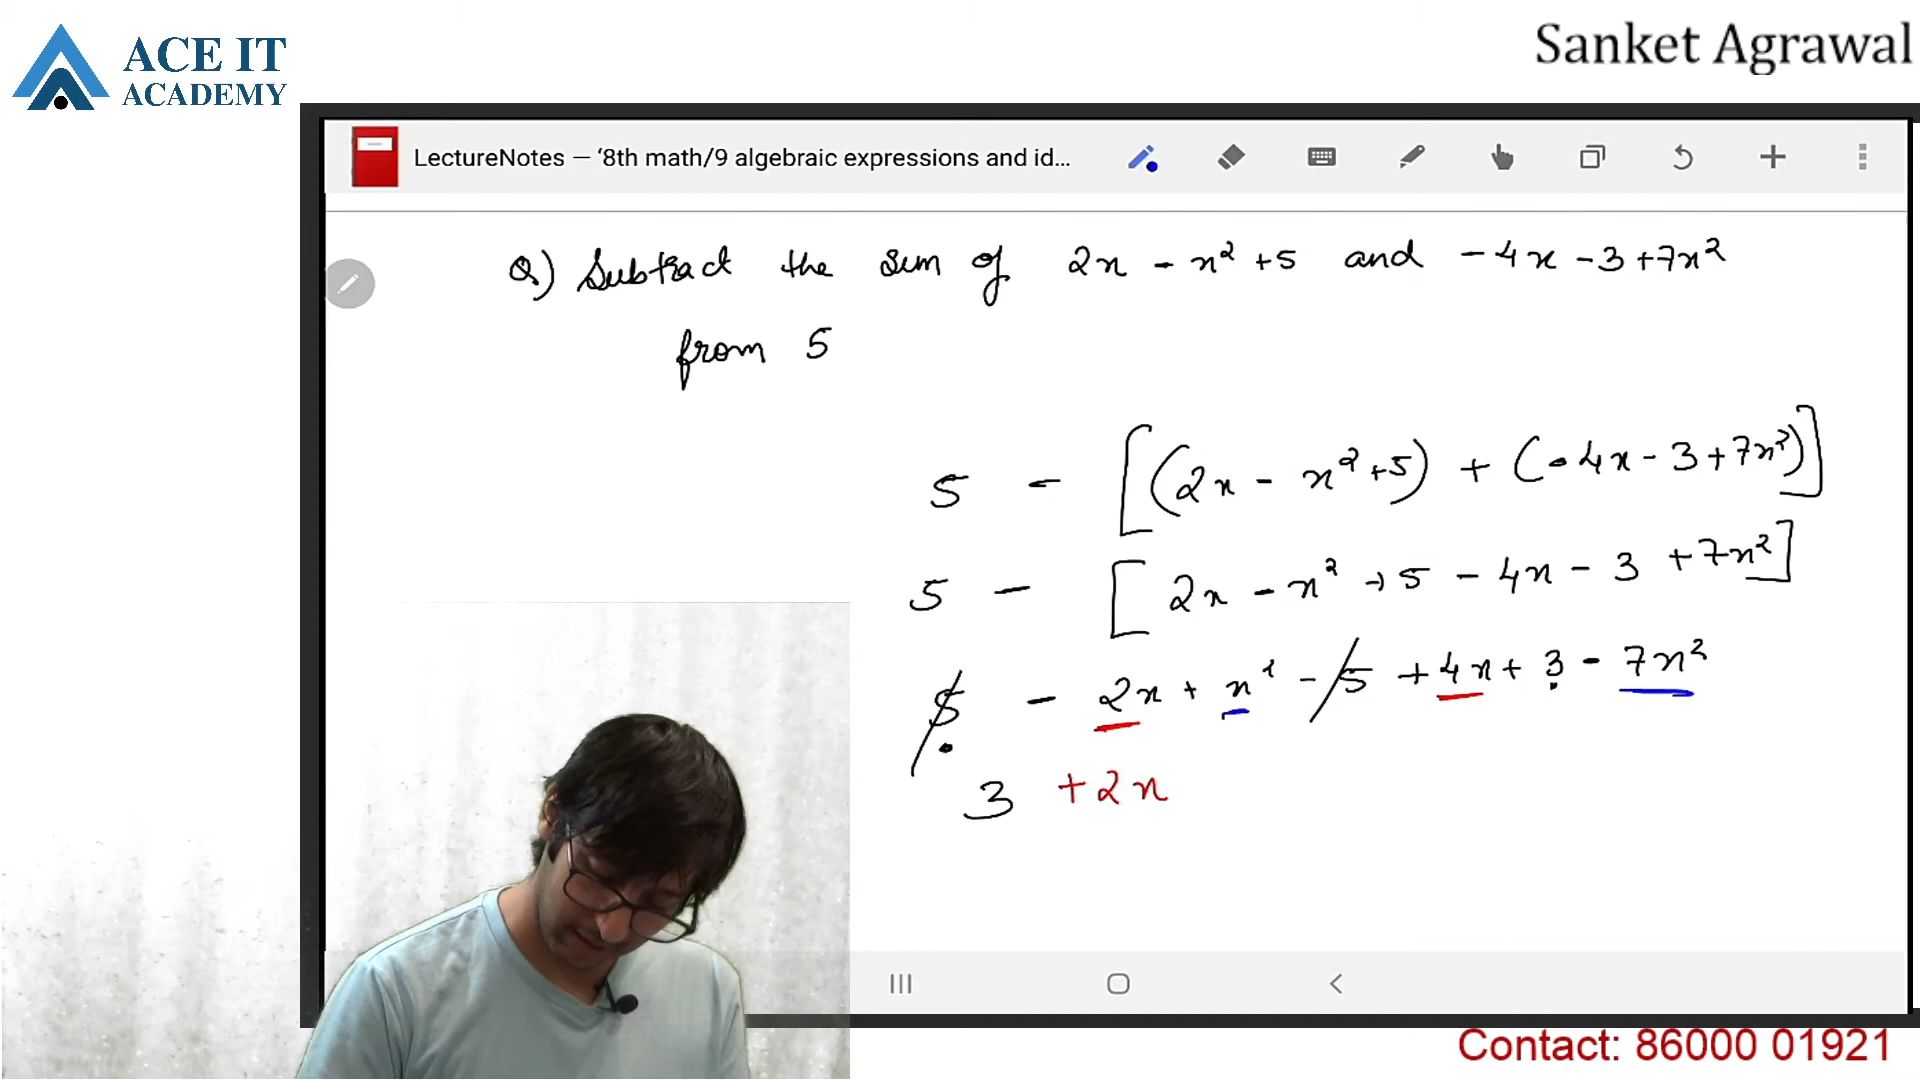 ACE IT
ACADEMY
Sanket Agrawal
LectureNotes — ‘8th math/9 algebraic expressions and id...
Q) Subtract the sum of 2x - x² + 5 and - 4x - 3 + 7x²
from 5
5 - [(2x - x² + 5) + (- 4x - 3 + 7x²)]
5 - [2x - x² + 5 - 4x - 3 + 7x²]
5 - 2x + x² - 5 + 4x + 3 - 7x²
3 + 2x
Contact: 86000 01921